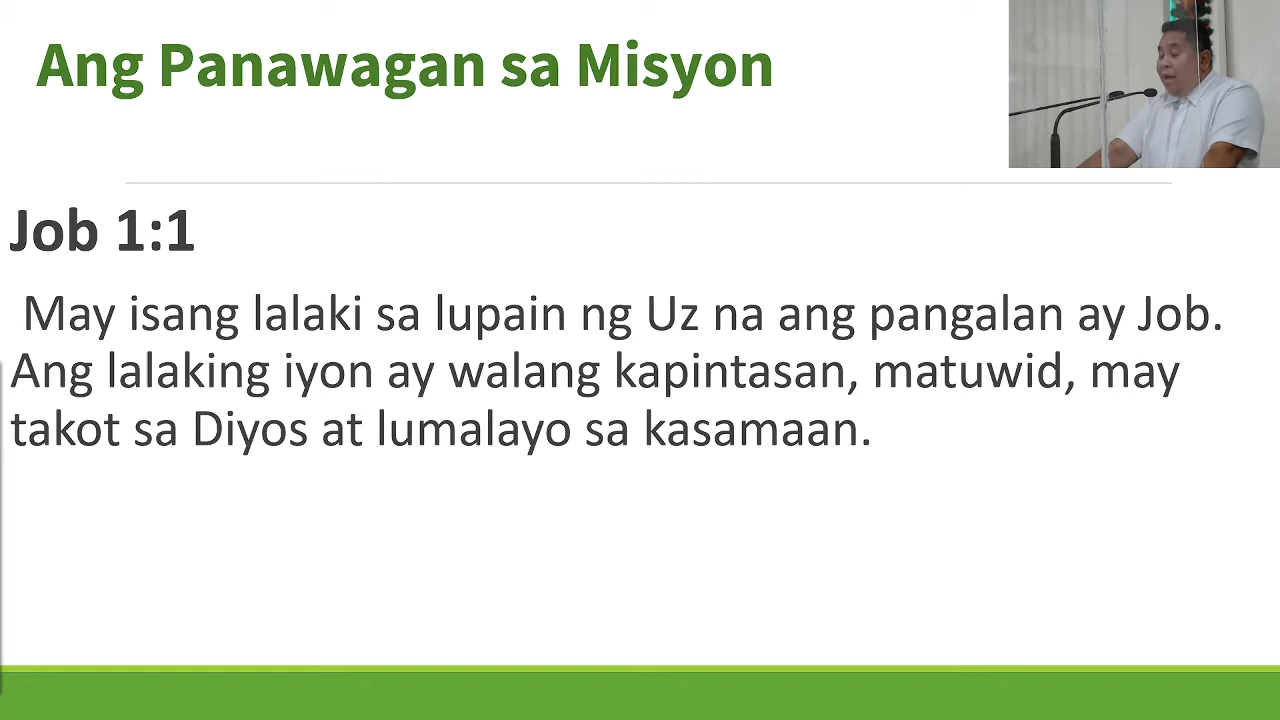 Ang Panawagan sa Misyon
Job 1:1
May isang lalaki sa lupain ng Uz na ang pangalan ay Job.
Ang lalaking iyon ay walang kapintasan, matuwid, may
takot sa Diyos at lumalayo sa kasamaan.